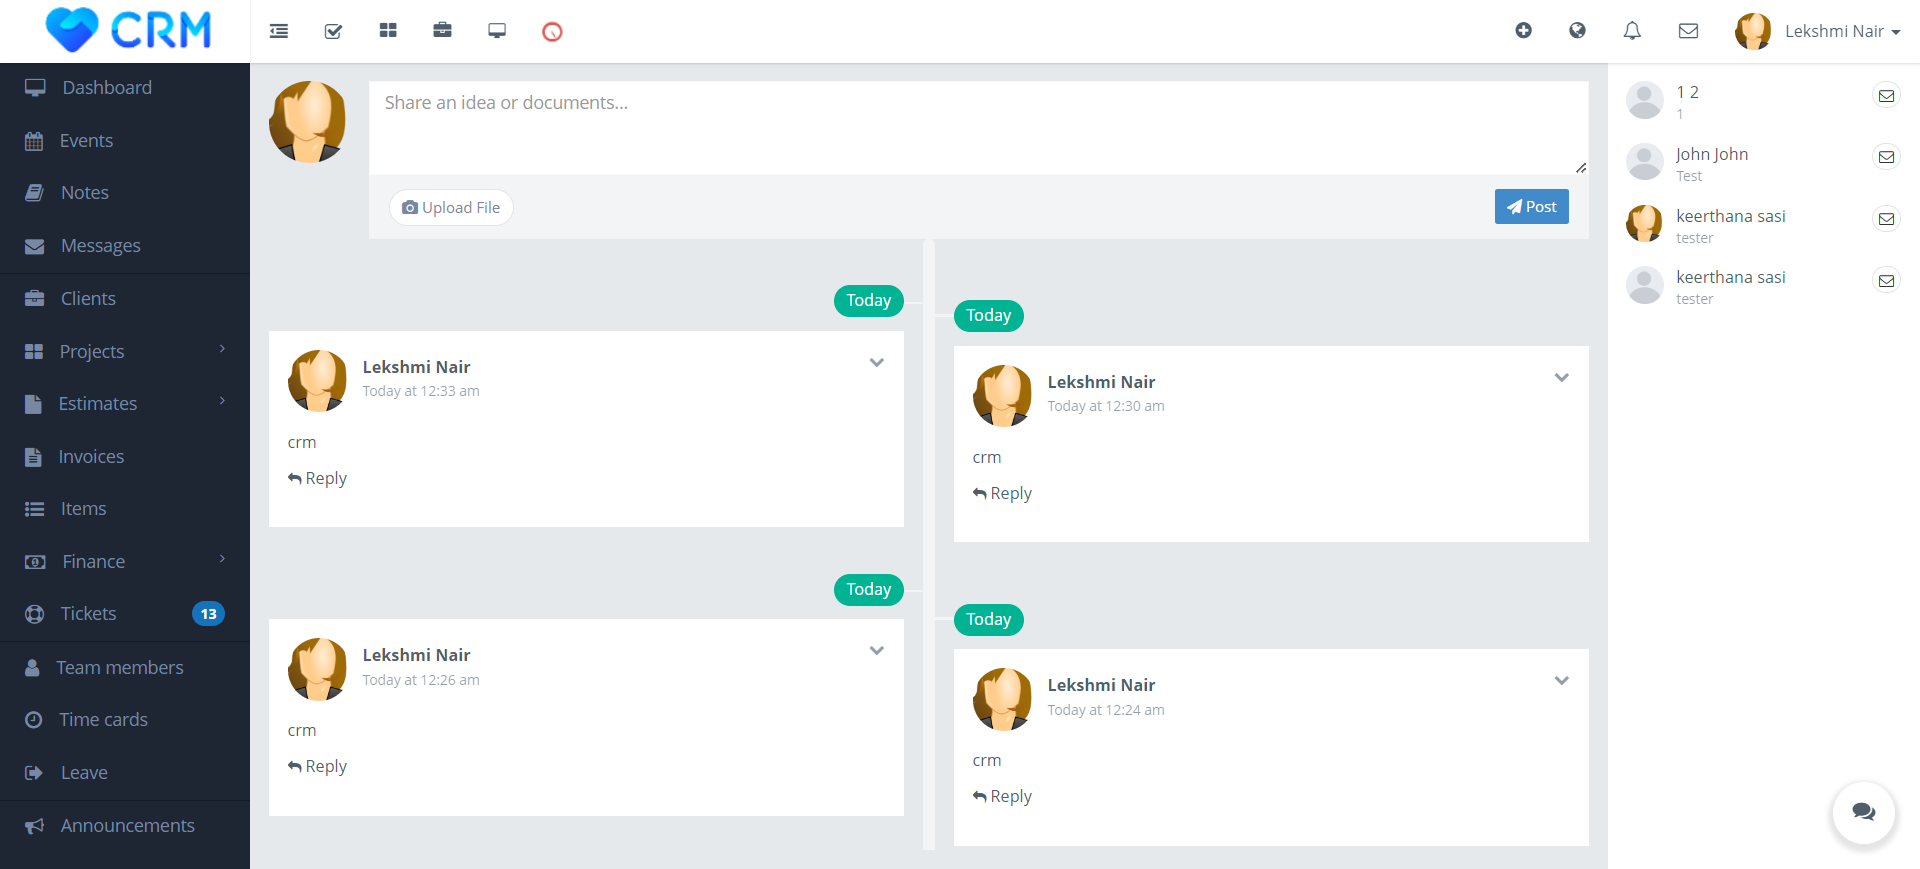 CRM
Lekshmi Nair
Dashboard
Events
Notes
Messages
Clients
Projects
Estimates
Invoices
Items
Finance
Tickets 13
Team members
Time cards
Leave
Announcements
Share an idea or documents...
Upload File
Post
Today
Lekshmi Nair
Today at 12:33 am
crm
Reply
Today
Lekshmi Nair
Today at 12:30 am
crm
Reply
Today
Lekshmi Nair
Today at 12:26 am
crm
Reply
Today
Lekshmi Nair
Today at 12:24 am
crm
Reply
1 2
1
John John
Test
keerthana sasi
tester
keerthana sasi
tester